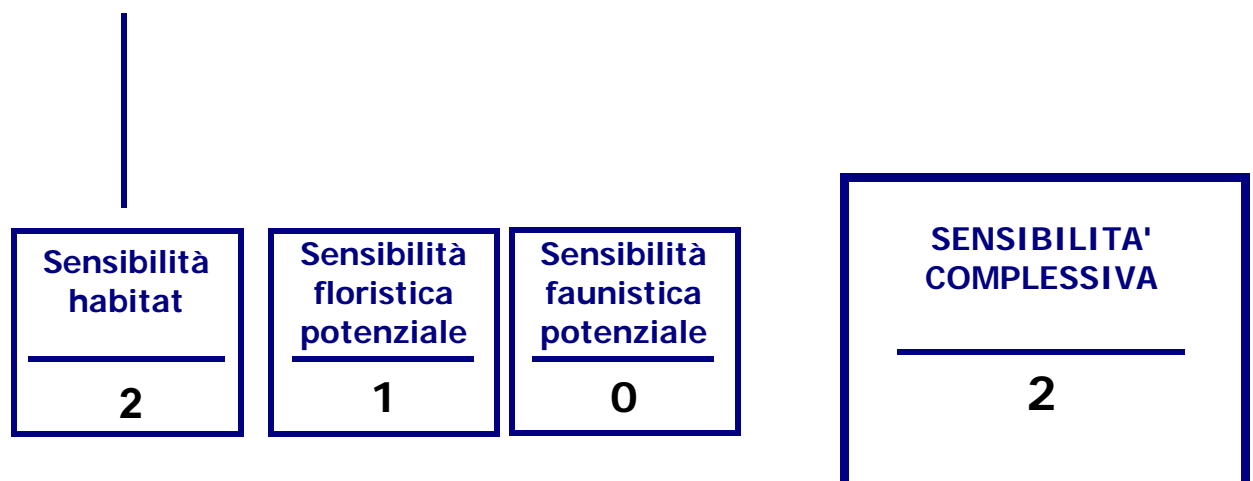 Sensibilità
habitat
2
Sensibilità
floristica
potenziale
1
Sensibilità
faunistica
potenziale
0
SENSIBILITA'
COMPLESSIVA
2